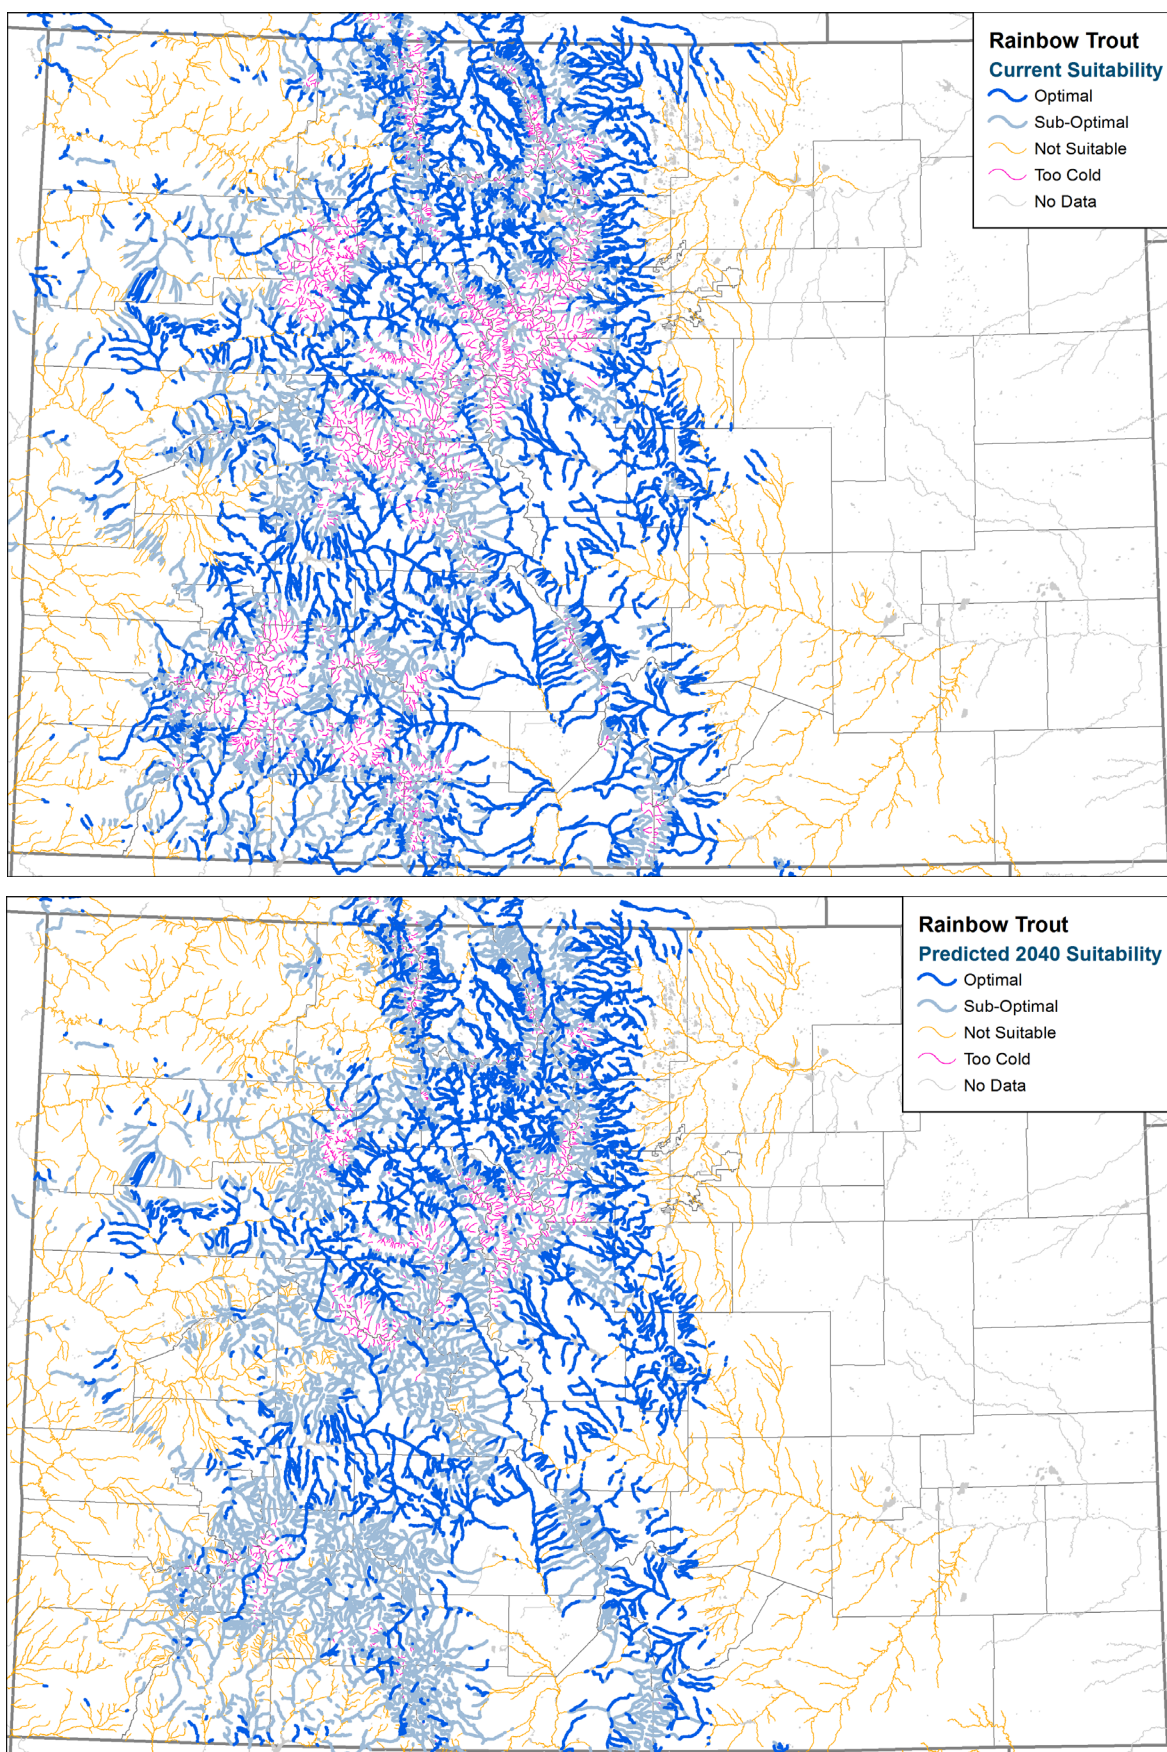 Rainbow Trout
Current Suitability
Optimal
Sub-Optimal
Not Suitable
Too Cold
No Data
Rainbow Trout
Predicted 2040 Suitability
Optimal
Sub-Optimal
Not Suitable
Too Cold
No Data